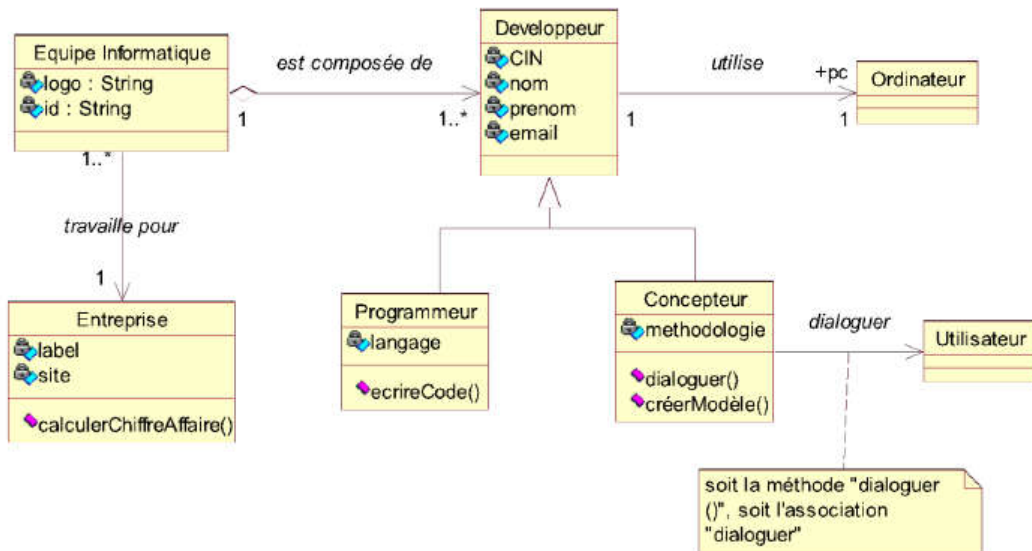 Equipe Informatique
logo : String
id : String
est composée de
1
1..*
Developpeur
CIN
nom
prenom
email
utilise
1
+pc
1
Ordinateur
1..*
travaille pour
1
Entreprise
label
site
calculerChiffreAffaire()
Programmeur
langage
ecrireCode()
Concepteur
methodologie
dialoguer()
créerModèle()
dialoguer
Utilisateur
soit la méthode "dialoguer
()", soit l'association
"dialoguer"